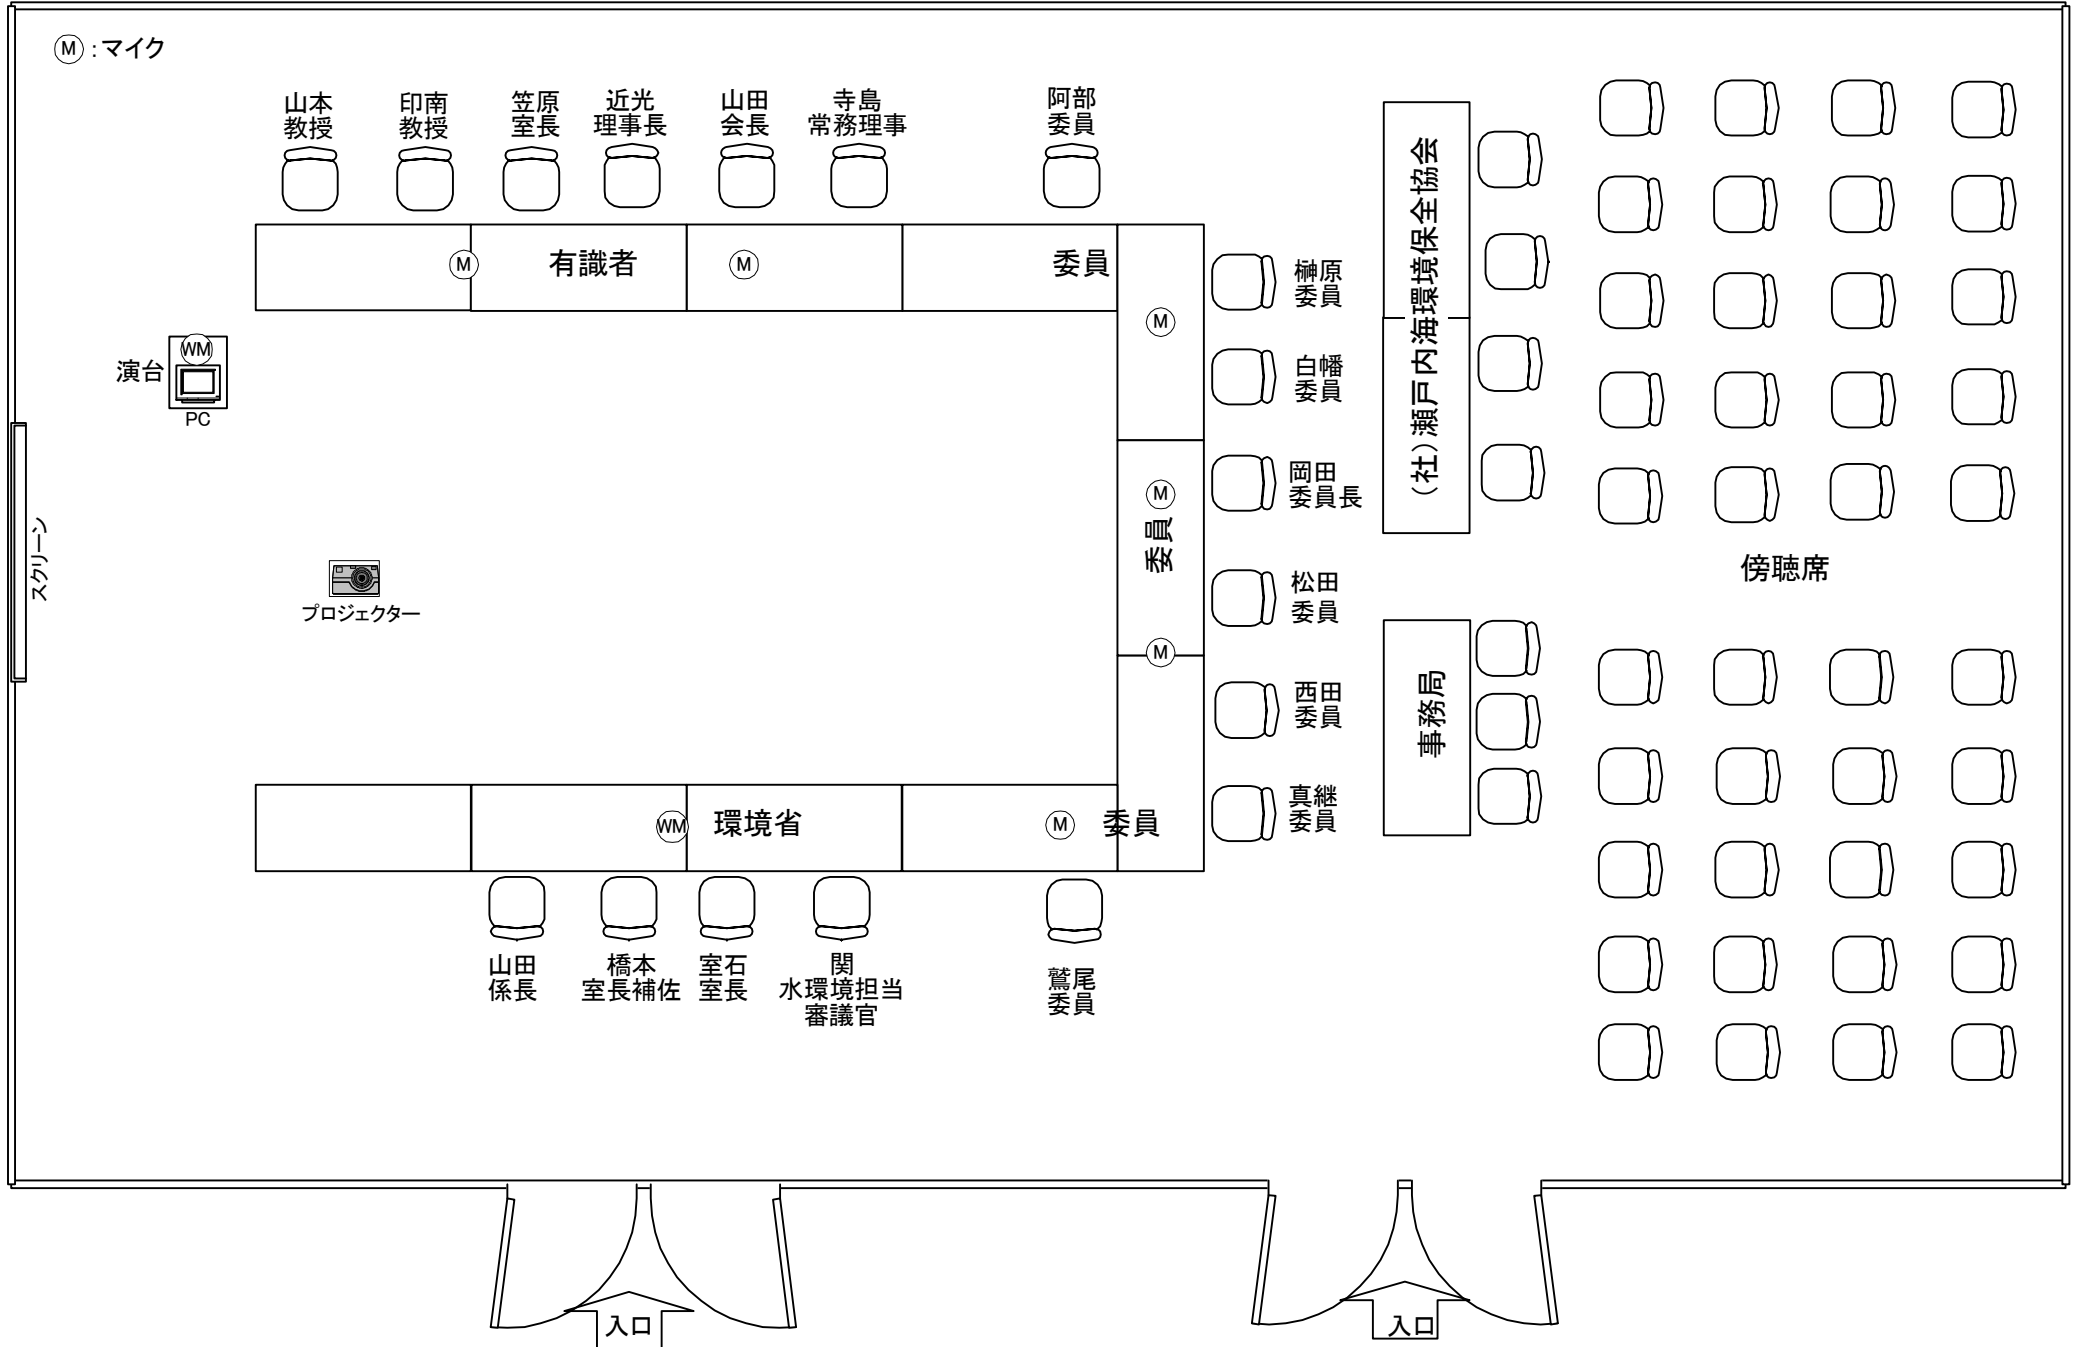 M：マイク
山本
教授
印南
教授
笠原
室長
近光
理事長
山田
会長
寺島
常務理事
阿部
委員
M
有識者
M
委員
M
榊原
委員
白幡
委員
岡田
委員長
松田
委員
西田
委員
真継
委員
M
委員
M
(社)瀬戸内海環境保全協会
事務局
傍聴席
WM
演台
PC
スクリーン
プロジェクター
WM
環境省
M
委員
山田
係長
橋本
室長補佐
室石
室長
関
水環境担当
審議官
鷲尾
委員
入口
入口